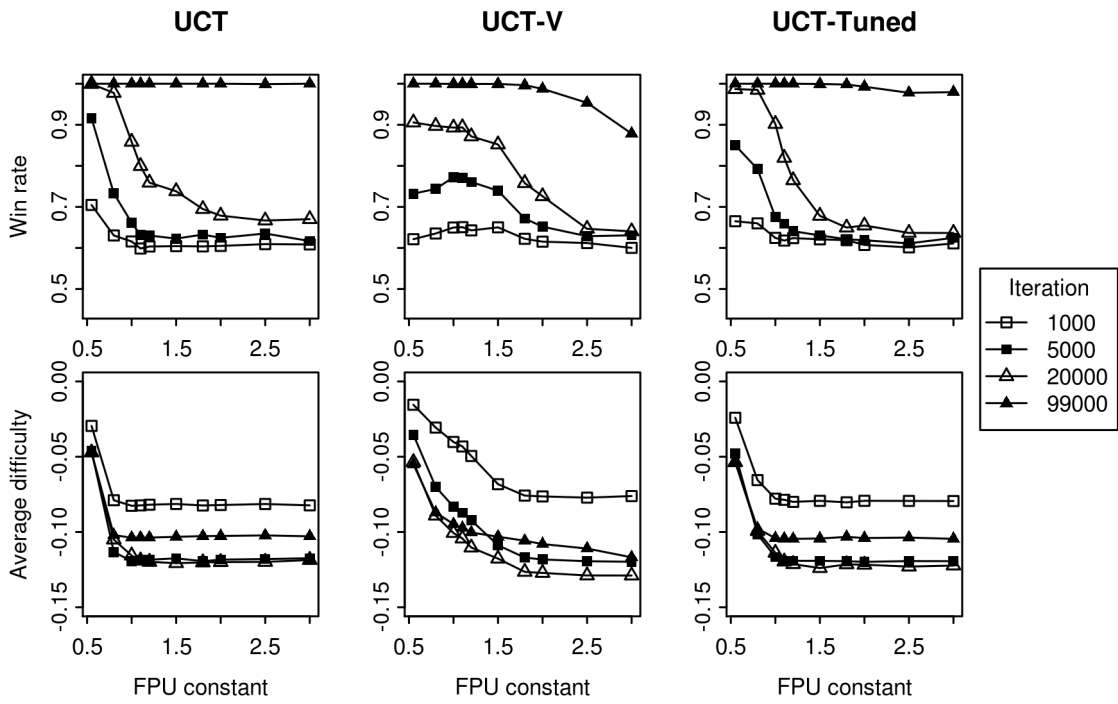 UCT UCT-V UCT-Tuned
Win rate
0.5 0.7 0.9
0.5 1.5 2.5
0.5 0.7 0.9
0.5 1.5 2.5
0.5 0.7 0.9
0.5 1.5 2.5
Iteration
1000
5000
20000
99000
Average difficulty
-0.15 -0.10 -0.05 0.00
0.5 1.5 2.5
FPU constant
-0.15 -0.10 -0.05 0.00
0.5 1.5 2.5
FPU constant
-0.15 -0.10 -0.05 0.00
0.5 1.5 2.5
FPU constant